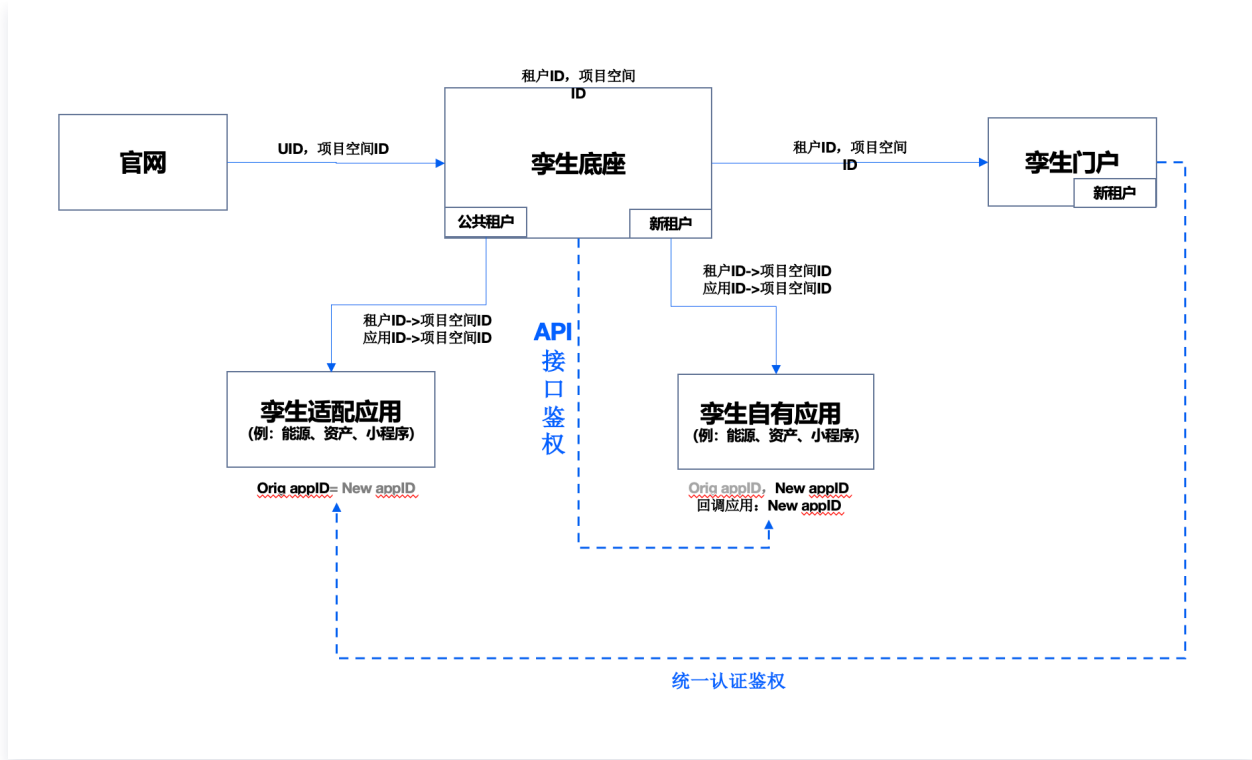 租户ID，项目空间
ID
官网
UID，项目空间ID
孪生底座
租户ID，项目空间
ID
孪生门户
新租户
公共租户
新租户
租户ID->项目空间ID
应用ID->项目空间ID
租户ID->项目空间ID
应用ID->项目空间ID
API
接
口
鉴
权
孪生适配应用
(例：能源、资产、小程序)
孪生自有应用
(例：能源、资产、小程序)
Orig appID= New appID
Orig appID，New appID
回调应用：New appID
统一认证鉴权